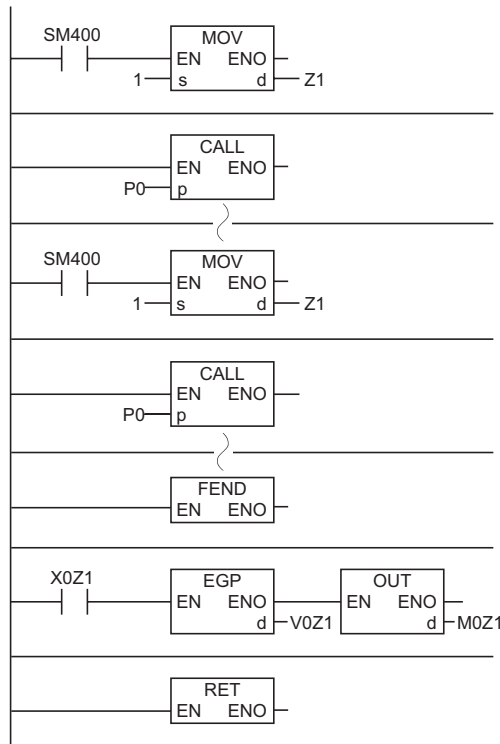 SM400 MOV
EN ENO
1 s d Z1
CALL
EN ENO
P0 p
SM400 MOV
EN ENO
1 s d Z1
CALL
EN ENO
P0 p
FEND
EN ENO
X0Z1 EGP OUT
EN ENO EN ENO
d V0Z1 d M0Z1
RET
EN ENO